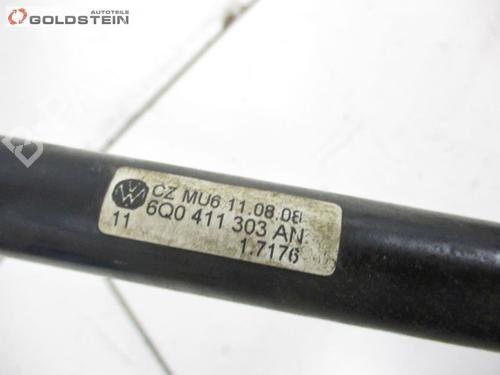 AUTOTEILE
GOLDSTEIN
CZ MU6 11.08.08
6Q0 411 303 AN
11
1.7176